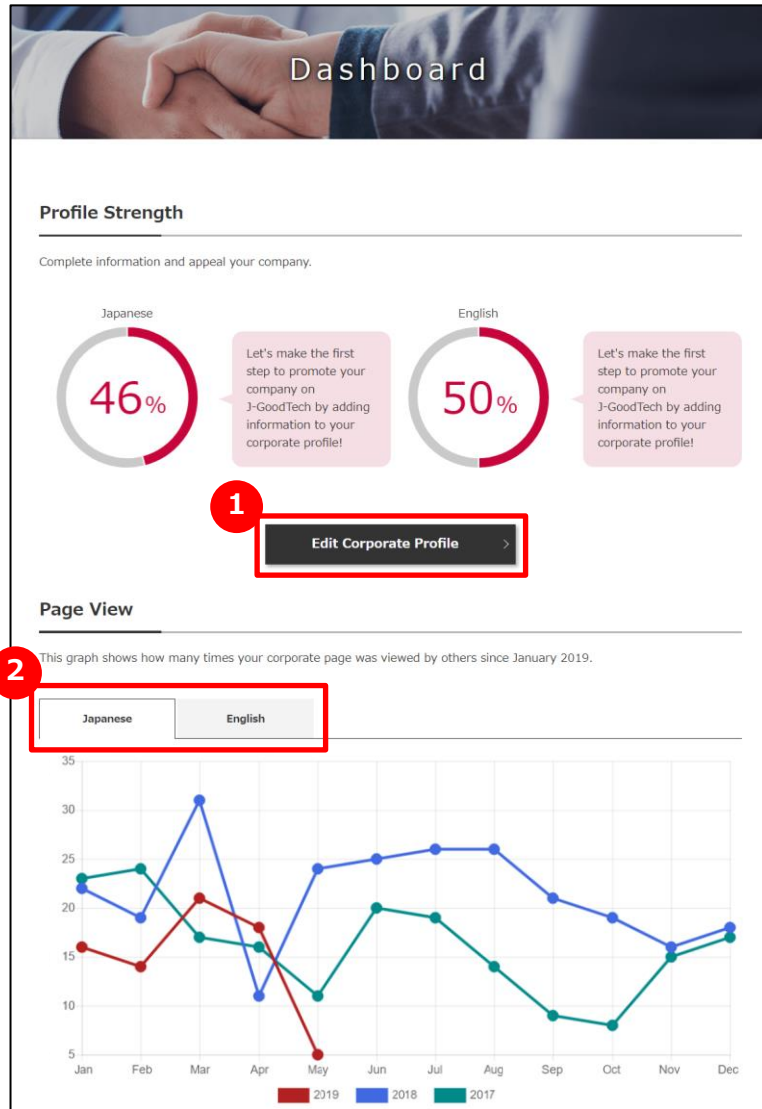 Dashboard
Profile Strength
Complete information and appeal your company.
Japanese
46%
Let's make the first
step to promote your
company on
J-GoodTech by adding
information to your
corporate profile!
English
50%
Let's make the first
step to promote your
company on
J-GoodTech by adding
information to your
corporate profile!
1
Edit Corporate Profile >
Page View
This graph shows how many times your corporate page was viewed by others since January 2019.
2
Japanese English
35
30
25
20
15
10
5
Jan Feb Mar Apr May Jun Jul Aug Sep Oct Nov Dec
2019 2018 2017